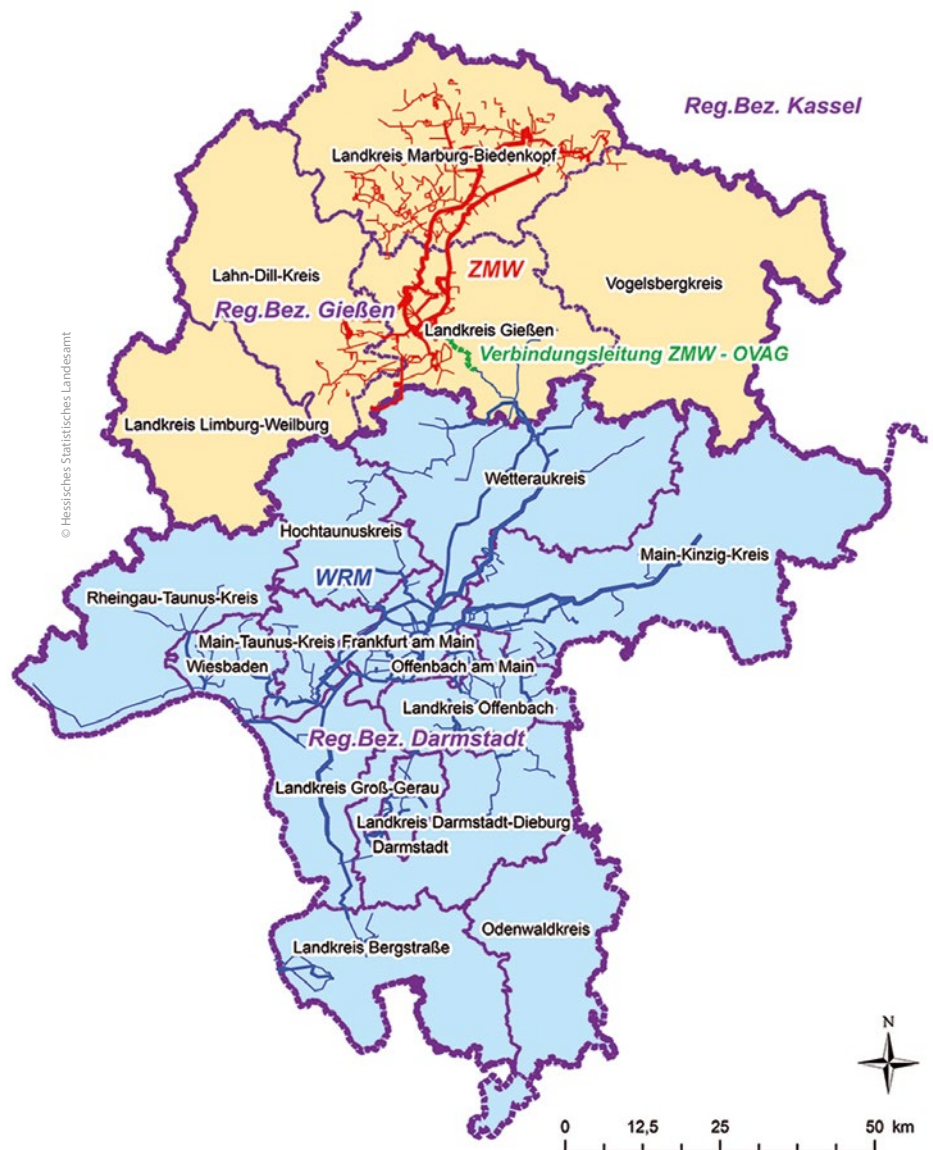 Reg.Bez. Kassel
Landkreis Marburg-Biedenkopf
Lahn-Dill-Kreis
ZMW
Vogelsbergkreis
Reg.Bez. Gießen
Landkreis Gießen
Verbindungsleitung ZMW - OVAG
© Hessisches Statistisches Landesamt
Landkreis Limburg-Weilburg
Wetteraukreis
Hochtaunuskreis
Main-Kinzig-Kreis
WRM
Rheingau-Taunus-Kreis
Main-Taunus-Kreis
Frankfurt am Main
Wiesbaden
Offenbach am Main
Landkreis Offenbach
Reg.Bez. Darmstadt
Landkreis Groß-Gerau
Landkreis Darmstadt-Dieburg
Darmstadt
Odenwaldkreis
Landkreis Bergstraße
N
0 12,5 25 50 km